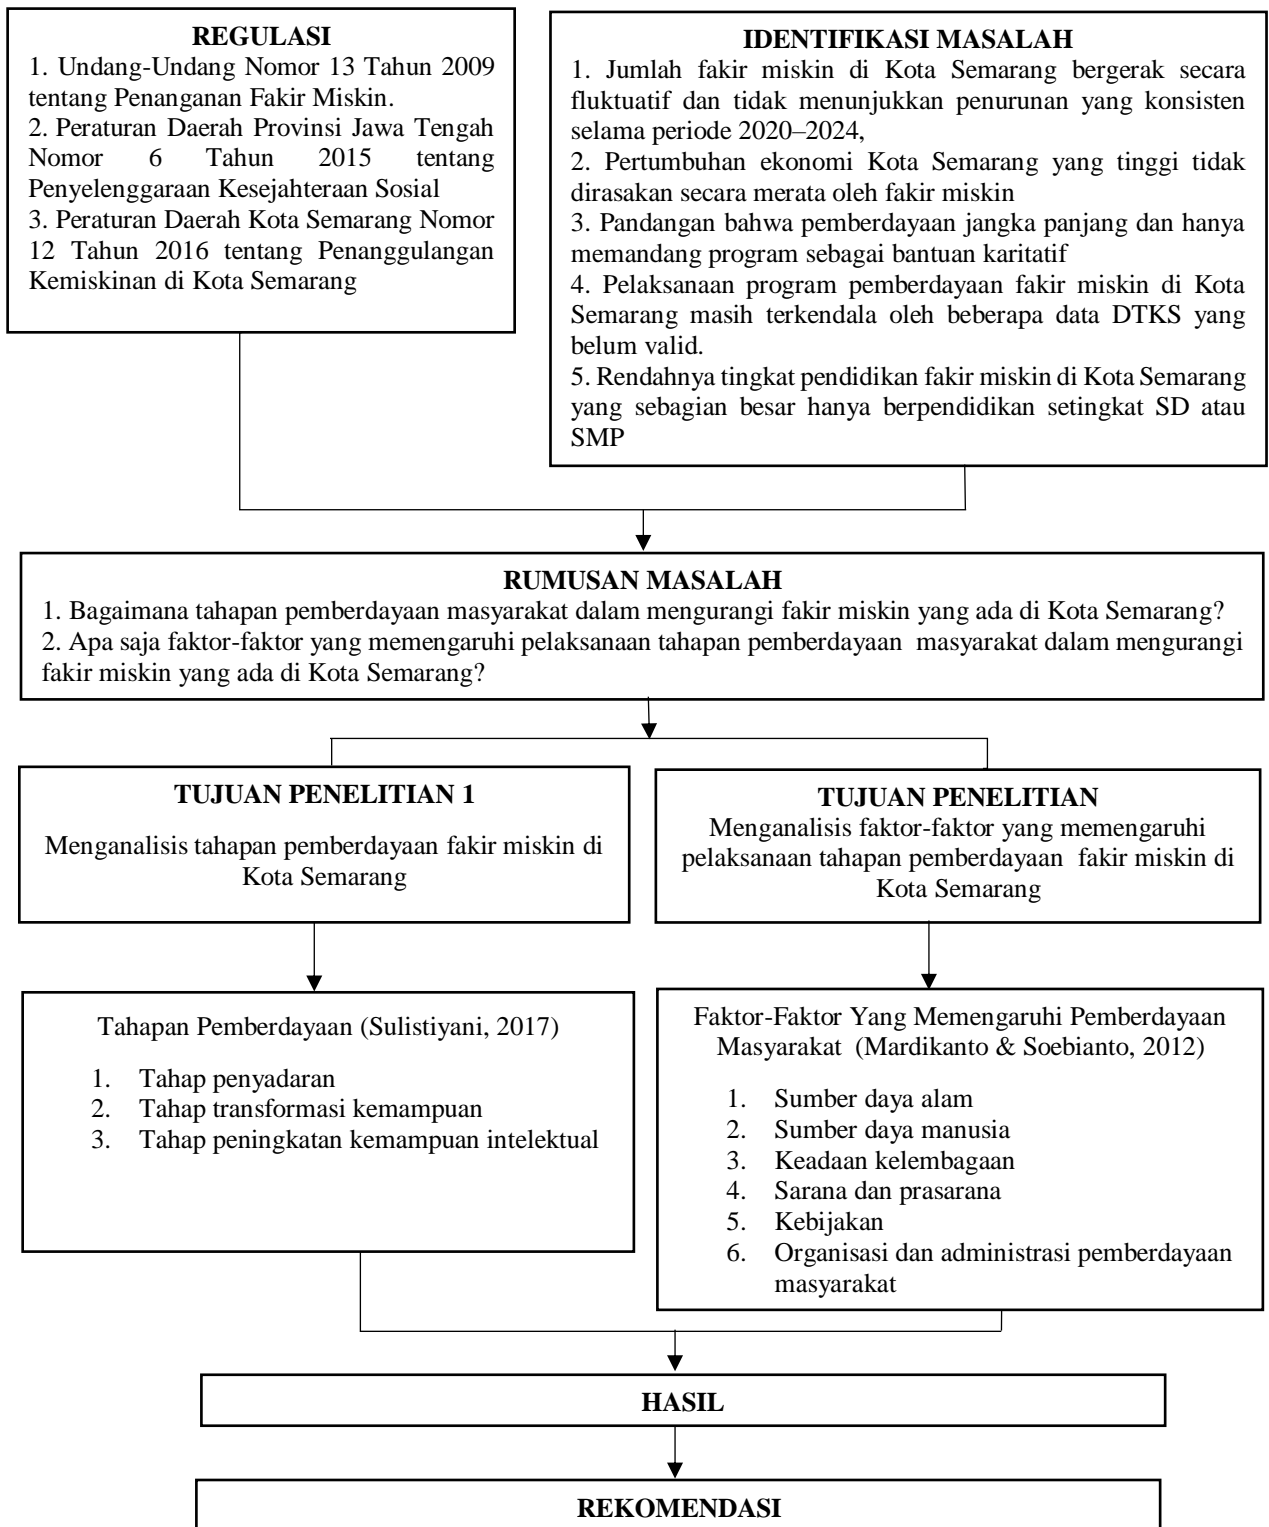 REGULASI
1. Undang-Undang Nomor 13 Tahun 2009
tentang Penanganan Fakir Miskin.
2. Peraturan Daerah Provinsi Jawa Tengah
Nomor 6 Tahun 2015 tentang
Penyelenggaraan Kesejahteraan Sosial
3. Peraturan Daerah Kota Semarang Nomor
12 Tahun 2016 tentang Penanggulangan
Kemiskinan di Kota Semarang
IDENTIFIKASI MASALAH
1. Jumlah fakir miskin di Kota Semarang bergerak secara
fluktuatif dan tidak menunjukkan penurunan yang konsisten
selama periode 2020–2024,
2. Pertumbuhan ekonomi Kota Semarang yang tinggi tidak
dirasakan secara merata oleh fakir miskin
3. Pandangan bahwa pemberdayaan jangka panjang dan hanya
memandang program sebagai bantuan karitatif
4. Pelaksanaan program pemberdayaan fakir miskin di Kota
Semarang masih terkendala oleh beberapa data DTKS yang
belum valid.
5. Rendahnya tingkat pendidikan fakir miskin di Kota Semarang
yang sebagian besar hanya berpendidikan setingkat SD atau
SMP
RUMUSAN MASALAH
1. Bagaimana tahapan pemberdayaan masyarakat dalam mengurangi fakir miskin yang ada di Kota Semarang?
2. Apa saja faktor-faktor yang memengaruhi pelaksanaan tahapan pemberdayaan masyarakat dalam mengurangi
fakir miskin yang ada di Kota Semarang?
TUJUAN PENELITIAN 1
Menganalisis tahapan pemberdayaan fakir miskin di
Kota Semarang
TUJUAN PENELITIAN
Menganalisis faktor-faktor yang memengaruhi
pelaksanaan tahapan pemberdayaan fakir miskin di
Kota Semarang
Tahapan Pemberdayaan (Sulistiyani, 2017)
1. Tahap penyadaran
2. Tahap transformasi kemampuan
3. Tahap peningkatan kemampuan intelektual
Faktor-Faktor Yang Memengaruhi Pemberdayaan
Masyarakat (Mardikanto & Soebianto, 2012)
1. Sumber daya alam
2. Sumber daya manusia
3. Keadaan kelembagaan
4. Sarana dan prasarana
5. Kebijakan
6. Organisasi dan administrasi pemberdayaan
masyarakat
HASIL
REKOMENDASI